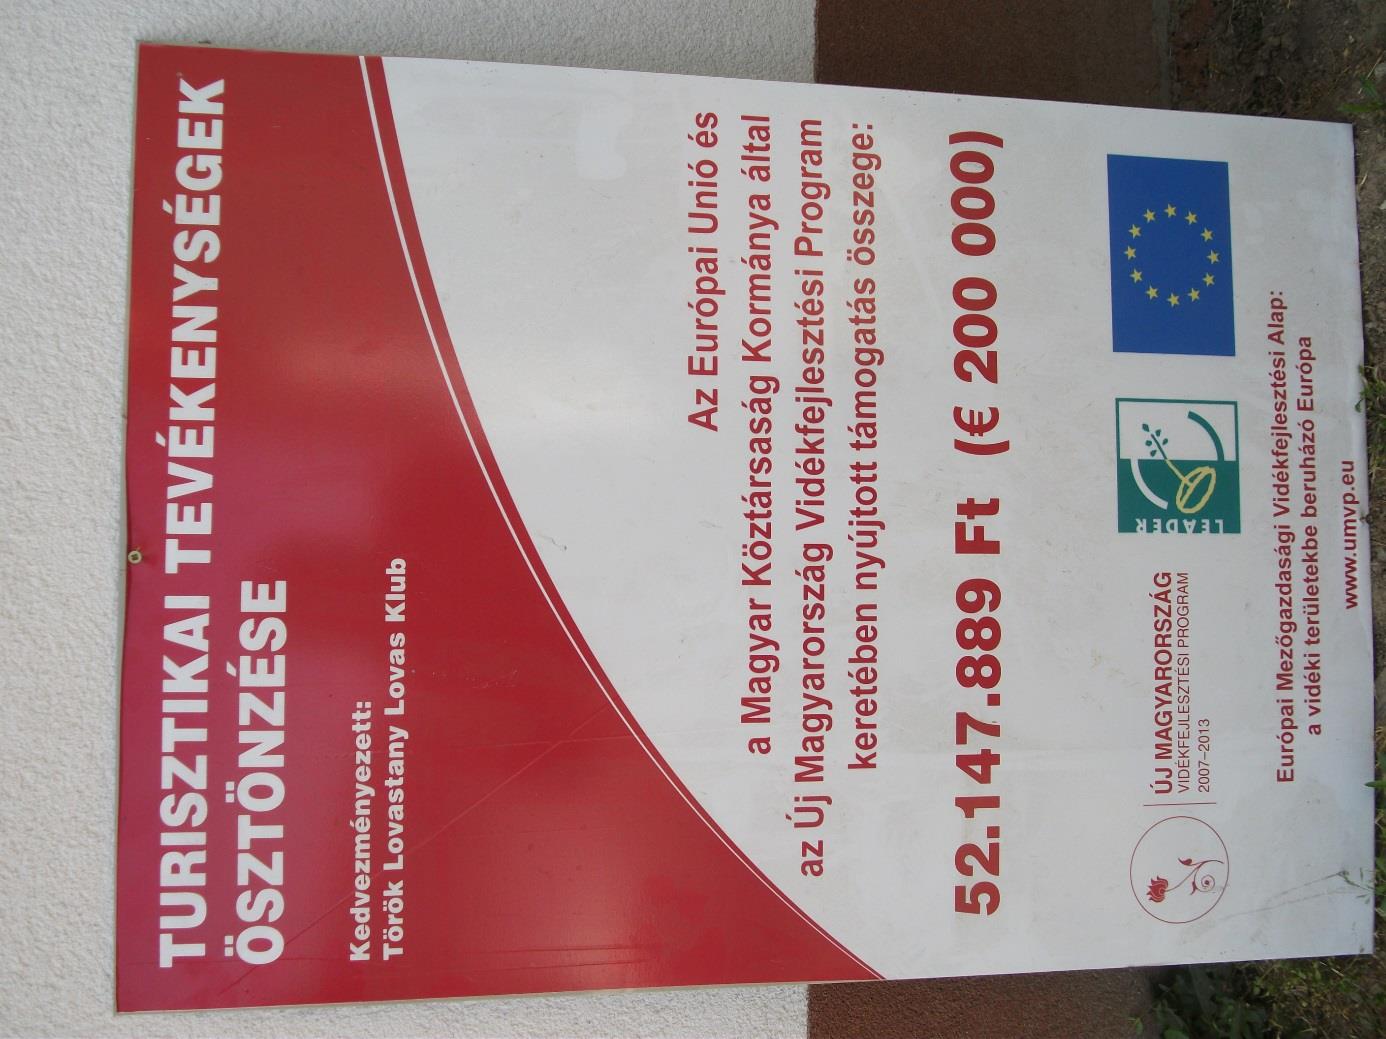 TURISZTIKAI TEVÉKENYSÉGEK
ÖSZTÖNZÉSE
Kedvezményezett:
Török Lovastany Lovas Klub
Az Európai Unió és
a Magyar Köztársaság Kormánya által
az Új Magyarország Vidékfejlesztési Program
keretében nyújtott támogatás összege:
52.147.889 Ft (€ 200 000)
ÚJ MAGYARORSZÁG
VIDÉKFEJLESZTÉSI PROGRAM
2007–2013
LEADER
Európai Mezőgazdasági Vidékfejlesztési Alap:
a vidéki területekbe beruházó Európa
www.umvp.eu